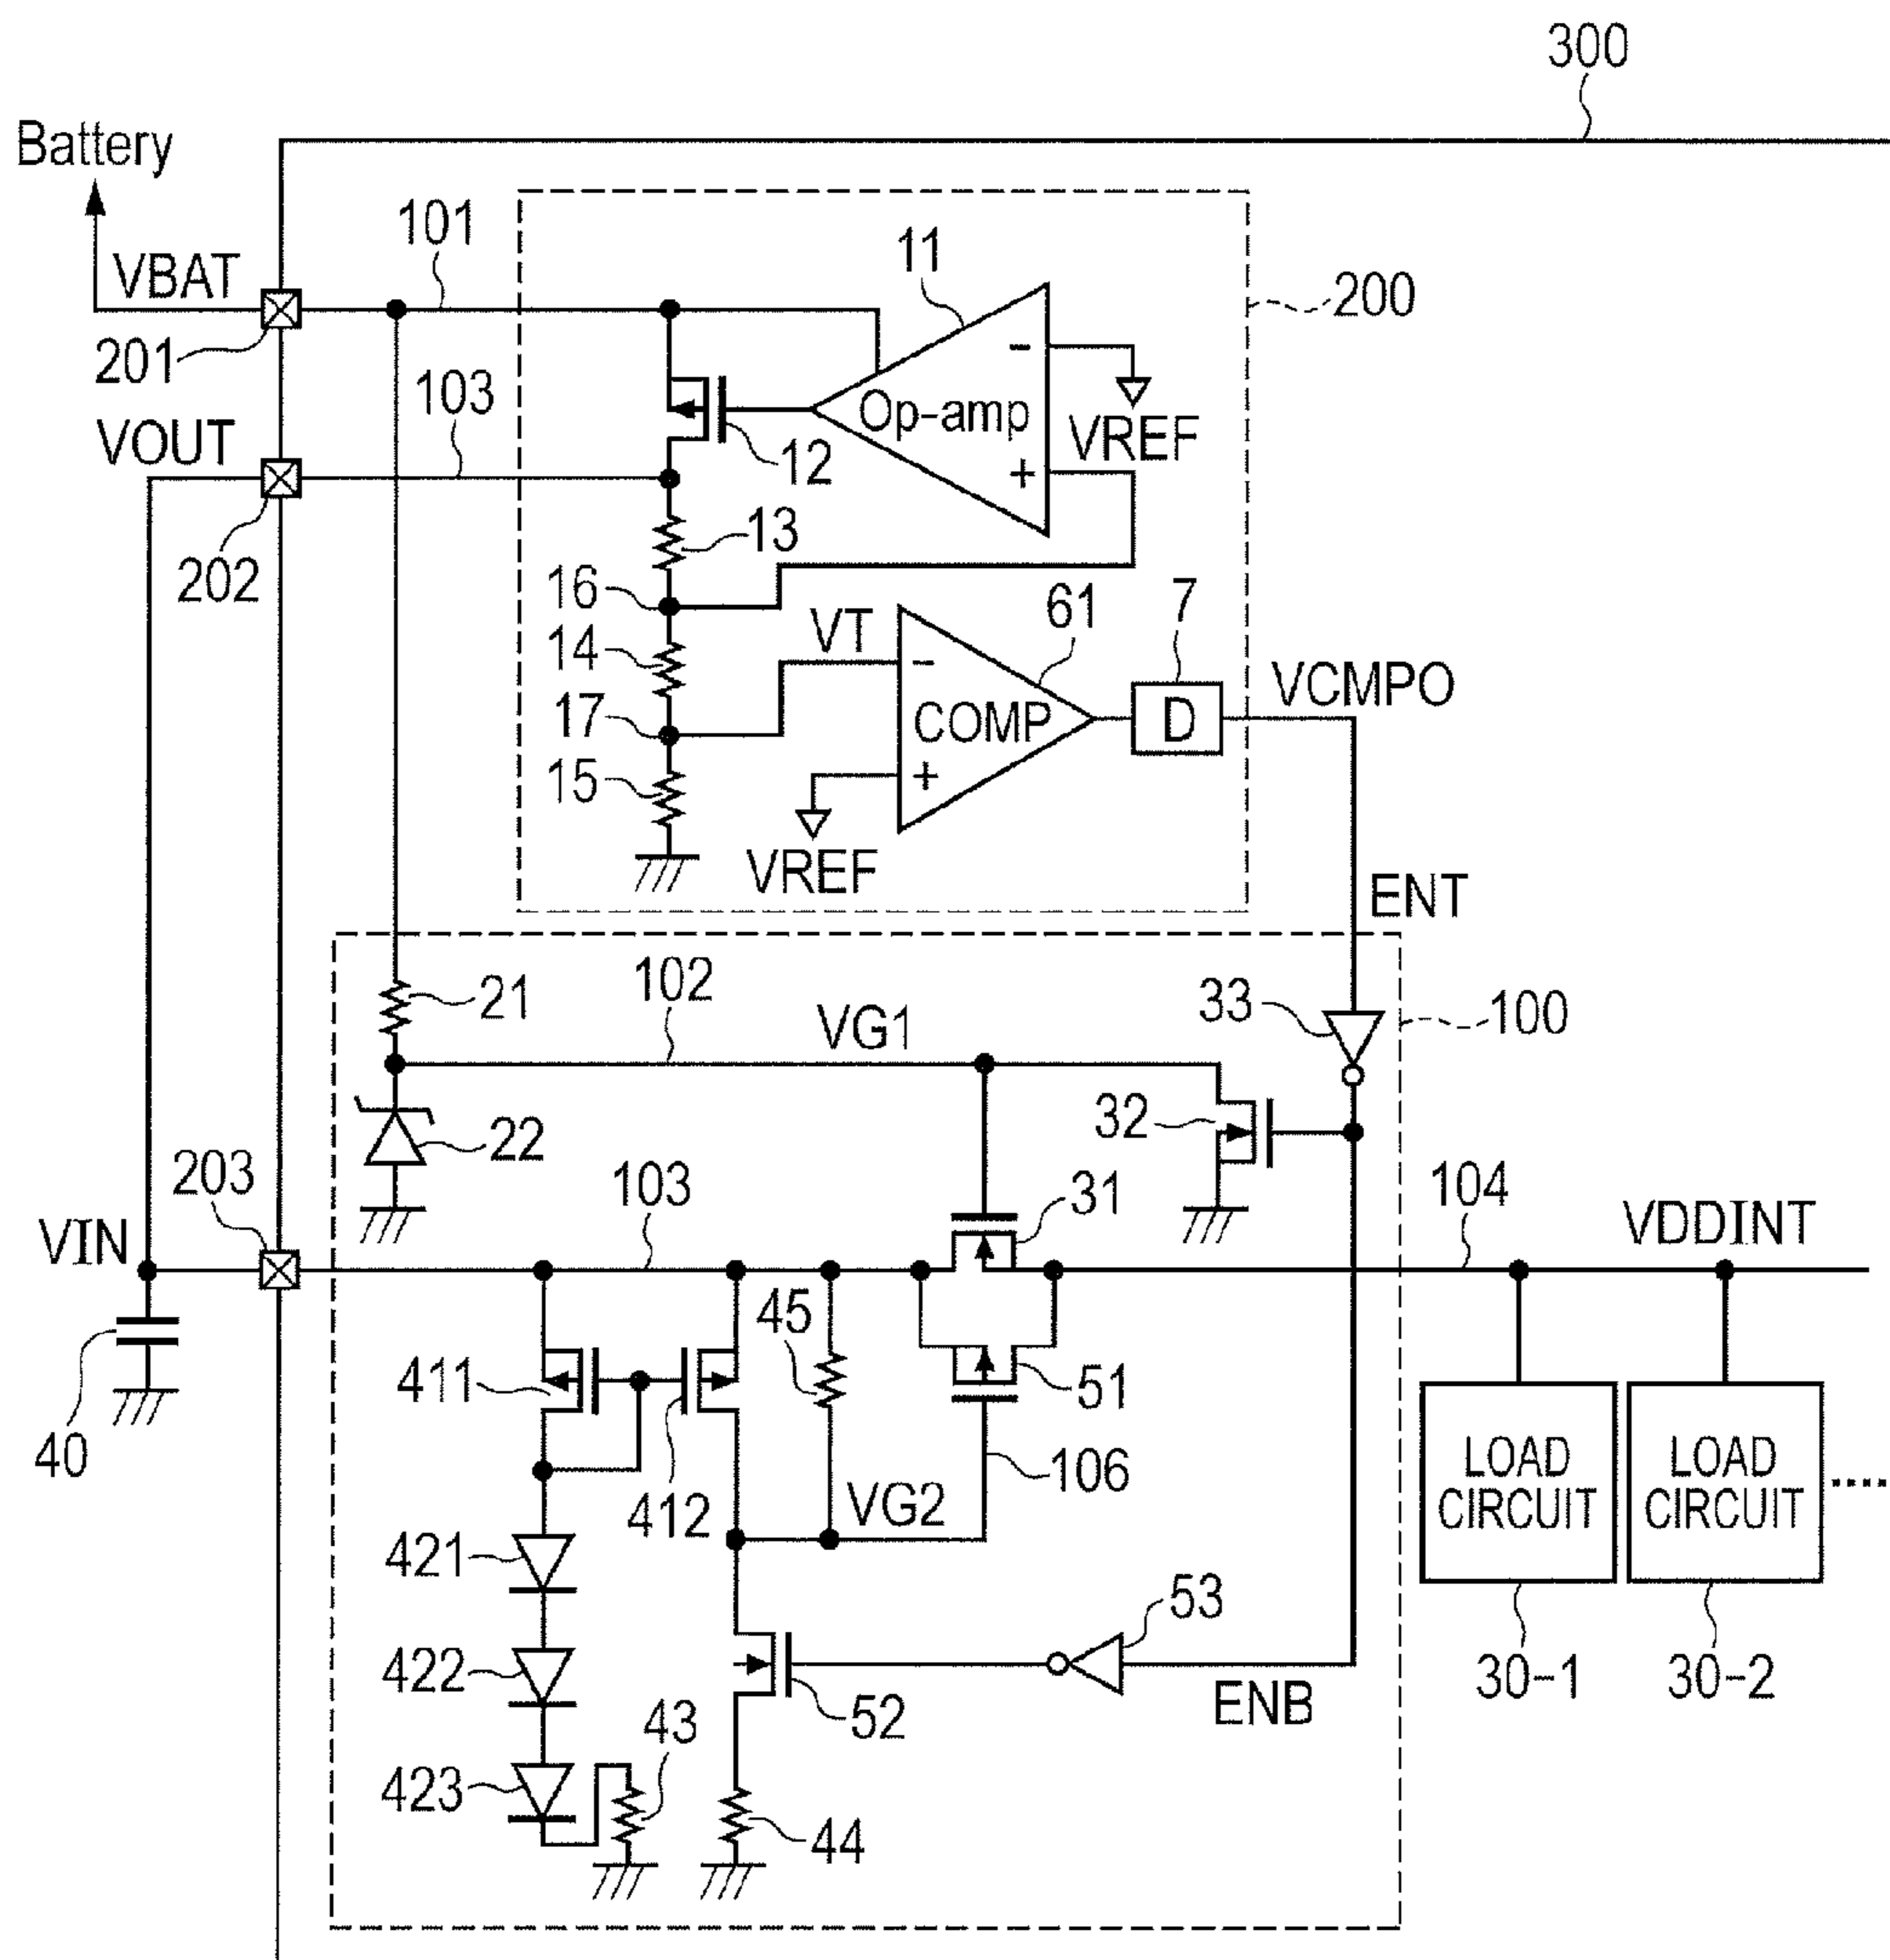 300
Battery
101
11
VBAT
200
201
103
-
Op-amp
VREF
VOUT
12
+
13
202
16
61
7
VT
14
-
VCMPO
17
COMP
D
15
+
VREF
ENT
21
102
33
100
VG1
32
22
203
103
31
104
VIN
VDDINT
45
411
51
40
106
LOAD CIRCUIT
LOAD CIRCUIT
....
412
VG2
421
53
422
30-1
30-2
52
ENB
43
423
44